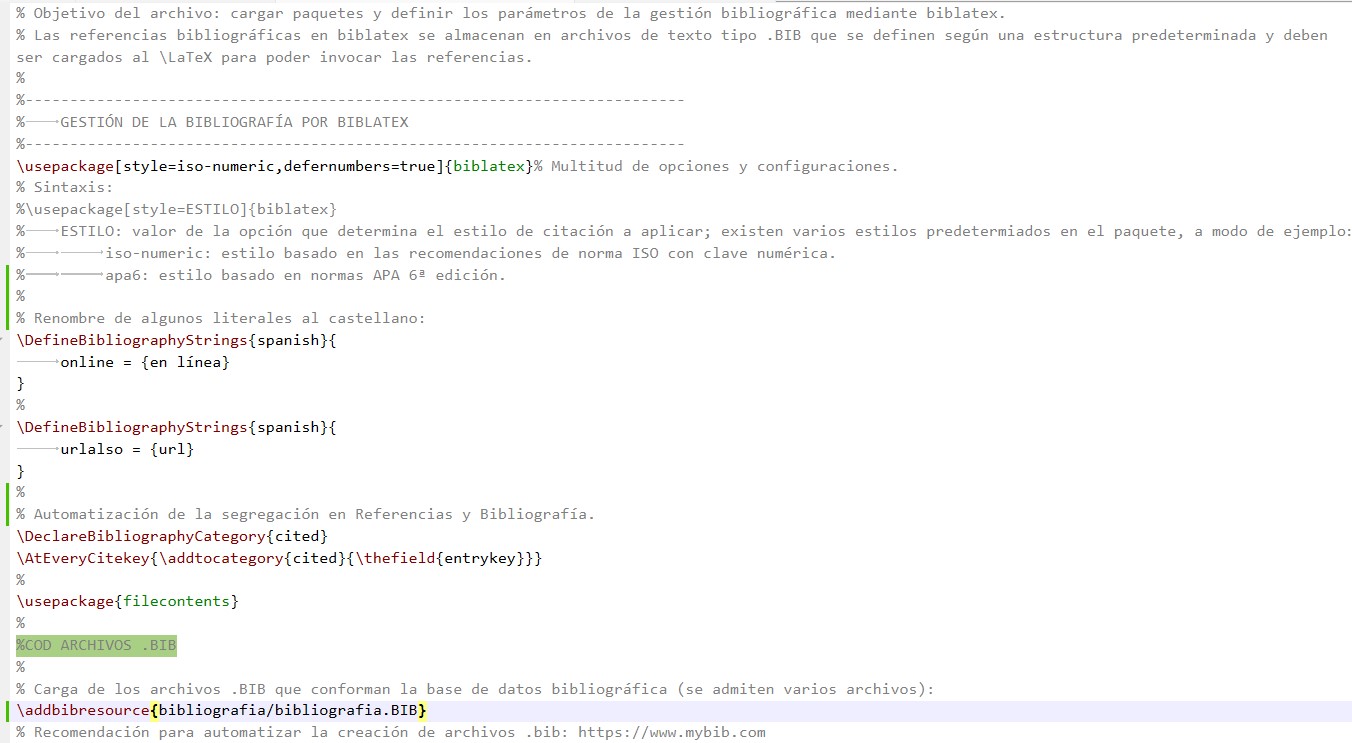 % Objetivo del archivo: cargar paquetes y definir los parámetros de la gestión bibliográfica mediante biblatex.
% Las referencias bibliográficas en biblatex se almacenan en archivos de texto tipo .BIB que se definen según una estructura predeterminada y deben
ser cargados al \LaTeX para poder invocar las referencias.
%
%--------------------------------------------------------------------------
%	GESTIÓN DE LA BIBLIOGRAFÍA POR BIBLATEX
%--------------------------------------------------------------------------
\usepackage[style=iso-numeric,defernumbers=true]{biblatex}% Multitud de opciones y configuraciones.
% Sintaxis:
%\usepackage[style=ESTILO]{biblatex}
%	ESTILO: valor de la opción que determina el estilo de citación a aplicar; existen varios estilos predetermiados en el paquete, a modo de ejemplo:
%		iso-numeric: estilo basado en las recomendaciones de norma ISO con clave numérica.
%		apa6: estilo basado en normas APA 6ª edición.
%
% Renombre de algunos literales al castellano:
\DefineBibliographyStrings{spanish}{
	online = {en línea}
}
%
\DefineBibliographyStrings{spanish}{
	urlalso = {url}
}
%
% Automatización de la segregación en Referencias y Bibliografía.
\DeclareBibliographyCategory{cited}
\AtEveryCitekey{\addtocategory{cited}{\thefield{entrykey}}}
%
\usepackage{filecontents}
%
%COD ARCHIVOS .BIB
%
% Carga de los archivos .BIB que conforman la base de datos bibliográfica (se admiten varios archivos):
\addbibresource{bibliografia/bibliografia.BIB}
% Recomendación para automatizar la creación de archivos .bib: https://www.mybib.com